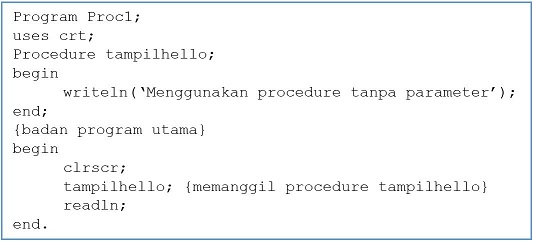 Program Proc1;
uses crt;
Procedure tampilhello;
begin
writeln(‘Menggunakan procedure tanpa parameter’);
end;
{badan program utama}
begin
clrscr;
tampilhello; {memanggil procedure tampilhello}
readln;
end.